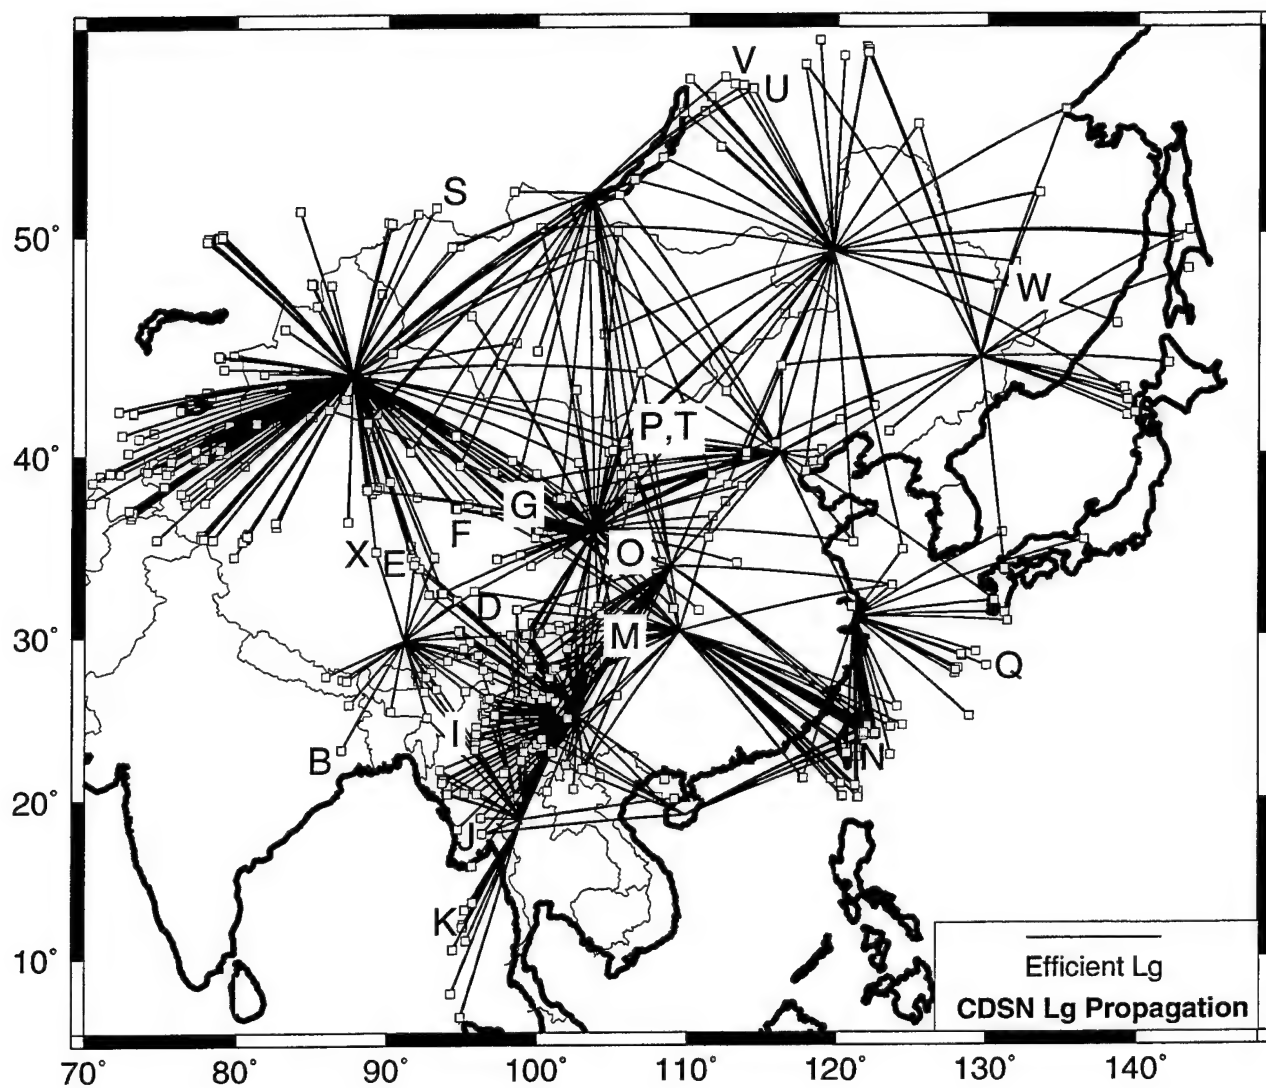 V
U
S
50°
W
P,T
40°
G
F
O
X
E
D
30°
M
Q
I
B
N
20°
J
K
10°
Efficient Lg
CDSN Lg Propagation
70° 80° 90° 100° 110° 120° 130° 140°